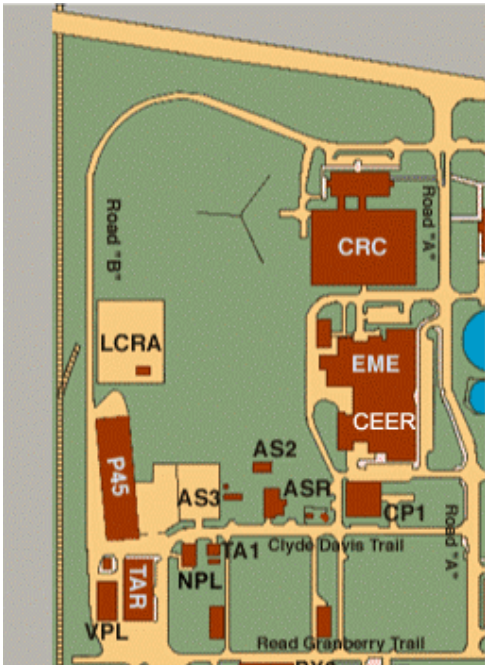 Road "B"
Road "A"
CRC
LCRA
EME
CEER
P45
AS2
AS3
ASR
CP1
TA1
Clyde Davis Trail
Road "A"
NPL
TAR
VPL
Read Granberry Trail